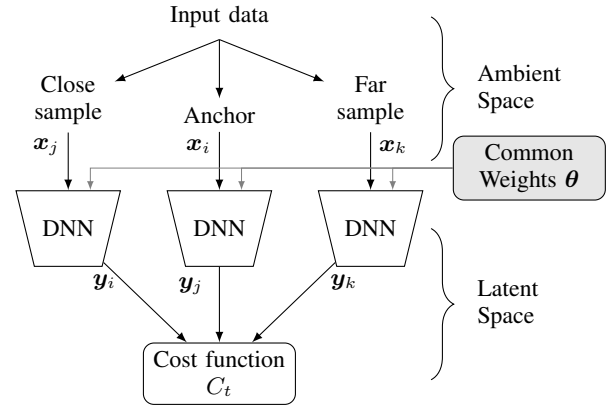 Input data
Close
sample
Anchor
Far
sample
Ambient
Space
x_j
x_i
x_k
Common
Weights θ
DNN
DNN
DNN
y_i
y_j
y_k
Latent
Space
Cost function
C_t